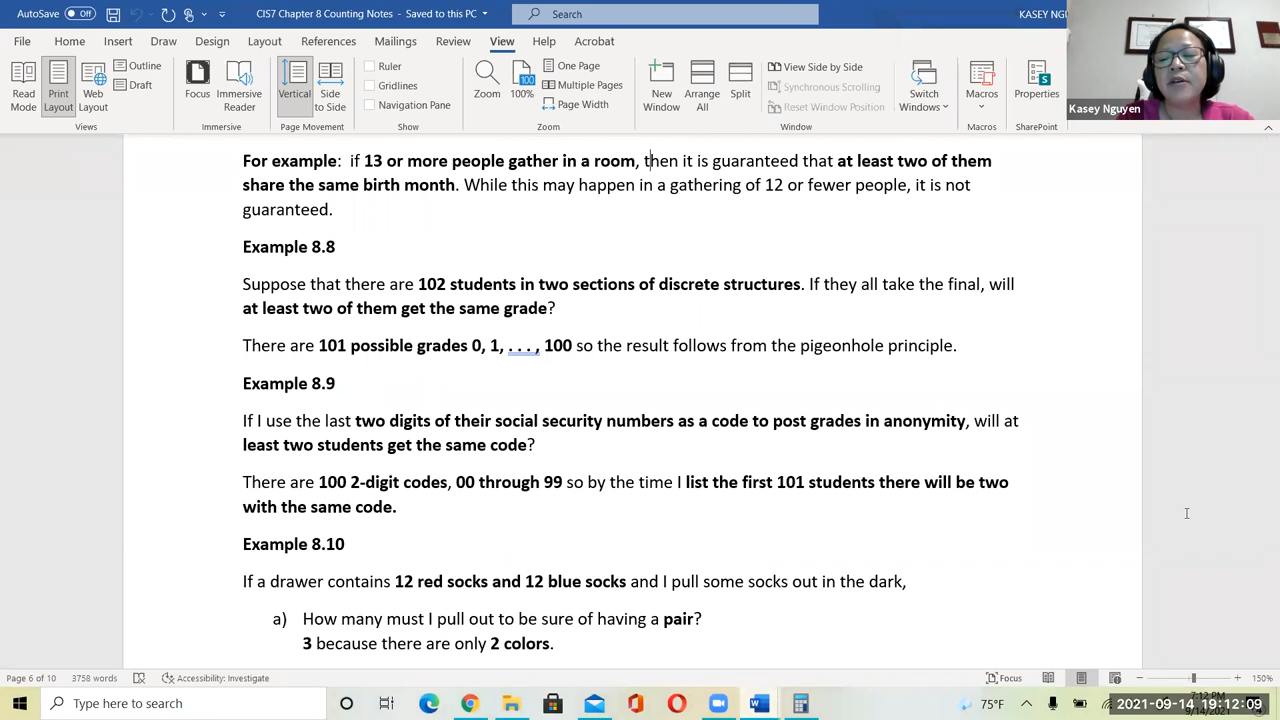 Search
KASEY NGU
File Home Insert Draw Design Layout References Mailings Review View Help Acrobat
Read Mode
Print Layout
Web Layout
Outline
Draft
Views
Focus
Immersive Reader
Immersive
Vertical
Side to Side
Page Movement
Ruler
Gridlines
Navigation Pane
Show
Zoom
100
100%
One Page
Multiple Pages
Page Width
Zoom
New Window
Arrange All
Split
View Side by Side
Synchronous Scrolling
Reset Window Position
Switch Windows
Window
Macros
Macros
Properties
SharePoint
Kasey Nguyen
For example: if 13 or more people gather in a room, then it is guaranteed that at least two of them
share the same birth month. While this may happen in a gathering of 12 or fewer people, it is not
guaranteed.
Example 8.8
Suppose that there are 102 students in two sections of discrete structures. If they all take the final, will
at least two of them get the same grade?
There are 101 possible grades 0, 1, . . . , 100 so the result follows from the pigeonhole principle.
Example 8.9
If I use the last two digits of their social security numbers as a code to post grades in anonymity, will at
least two students get the same code?
There are 100 2-digit codes, 00 through 99 so by the time I list the first 101 students there will be two
with the same code.
Example 8.10
If a drawer contains 12 red socks and 12 blue socks and I pull some socks out in the dark,
a) How many must I pull out to be sure of having a pair?
3 because there are only 2 colors.
Page 6 of 10 3758 words Accessibility: Investigate Focus 150%
Type here to search
75°F
7:12 PM
9/14/2021
2021-09-14 19:12:09